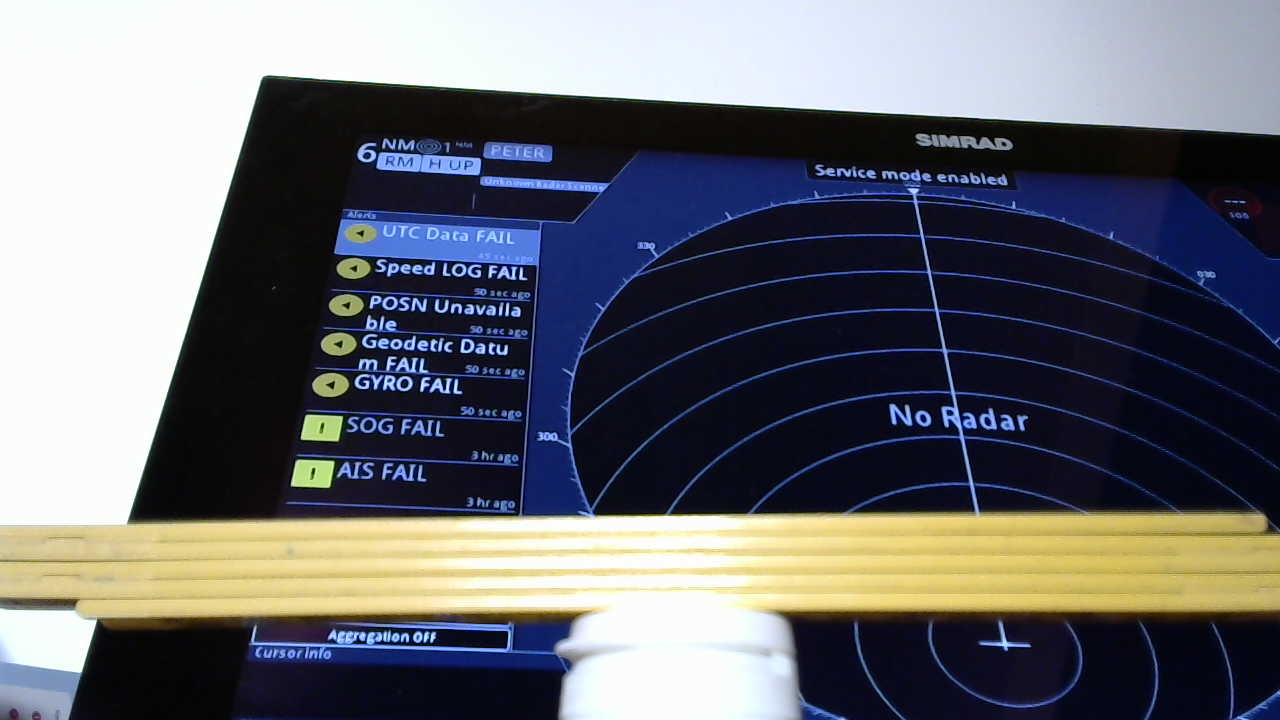 SIMRAD
6 NM 1 NM PETER
RM H UP
Service mode enabled
Unknown Radar Scanne
---
Alerts
UTC Data FAIL
45 sec ago
Speed LOG FAIL
50 sec ago
POSN Unavaila
ble
50 sec ago
Geodetic Datu
m FAIL
50 sec ago
GYRO FAIL
50 sec ago
SOG FAIL
3 hr ago
AIS FAIL
3 hr ago
330
030
300
No Radar
Aggregation OFF
Cursor Info